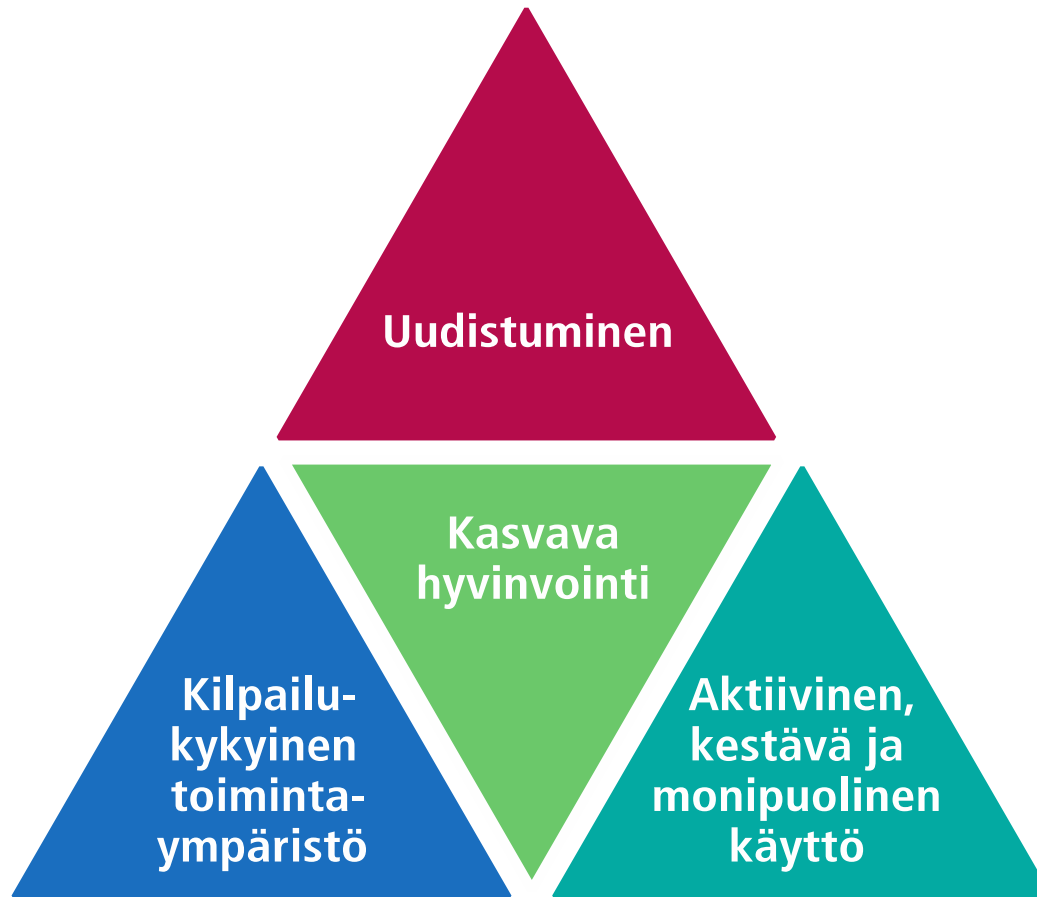 Uudistuminen
Kasvava
hyvinvointi
Kilpailu-
kykyinen
toiminta-
ympäristö
Aktiivinen,
kestävä ja
monipuolinen
käyttö